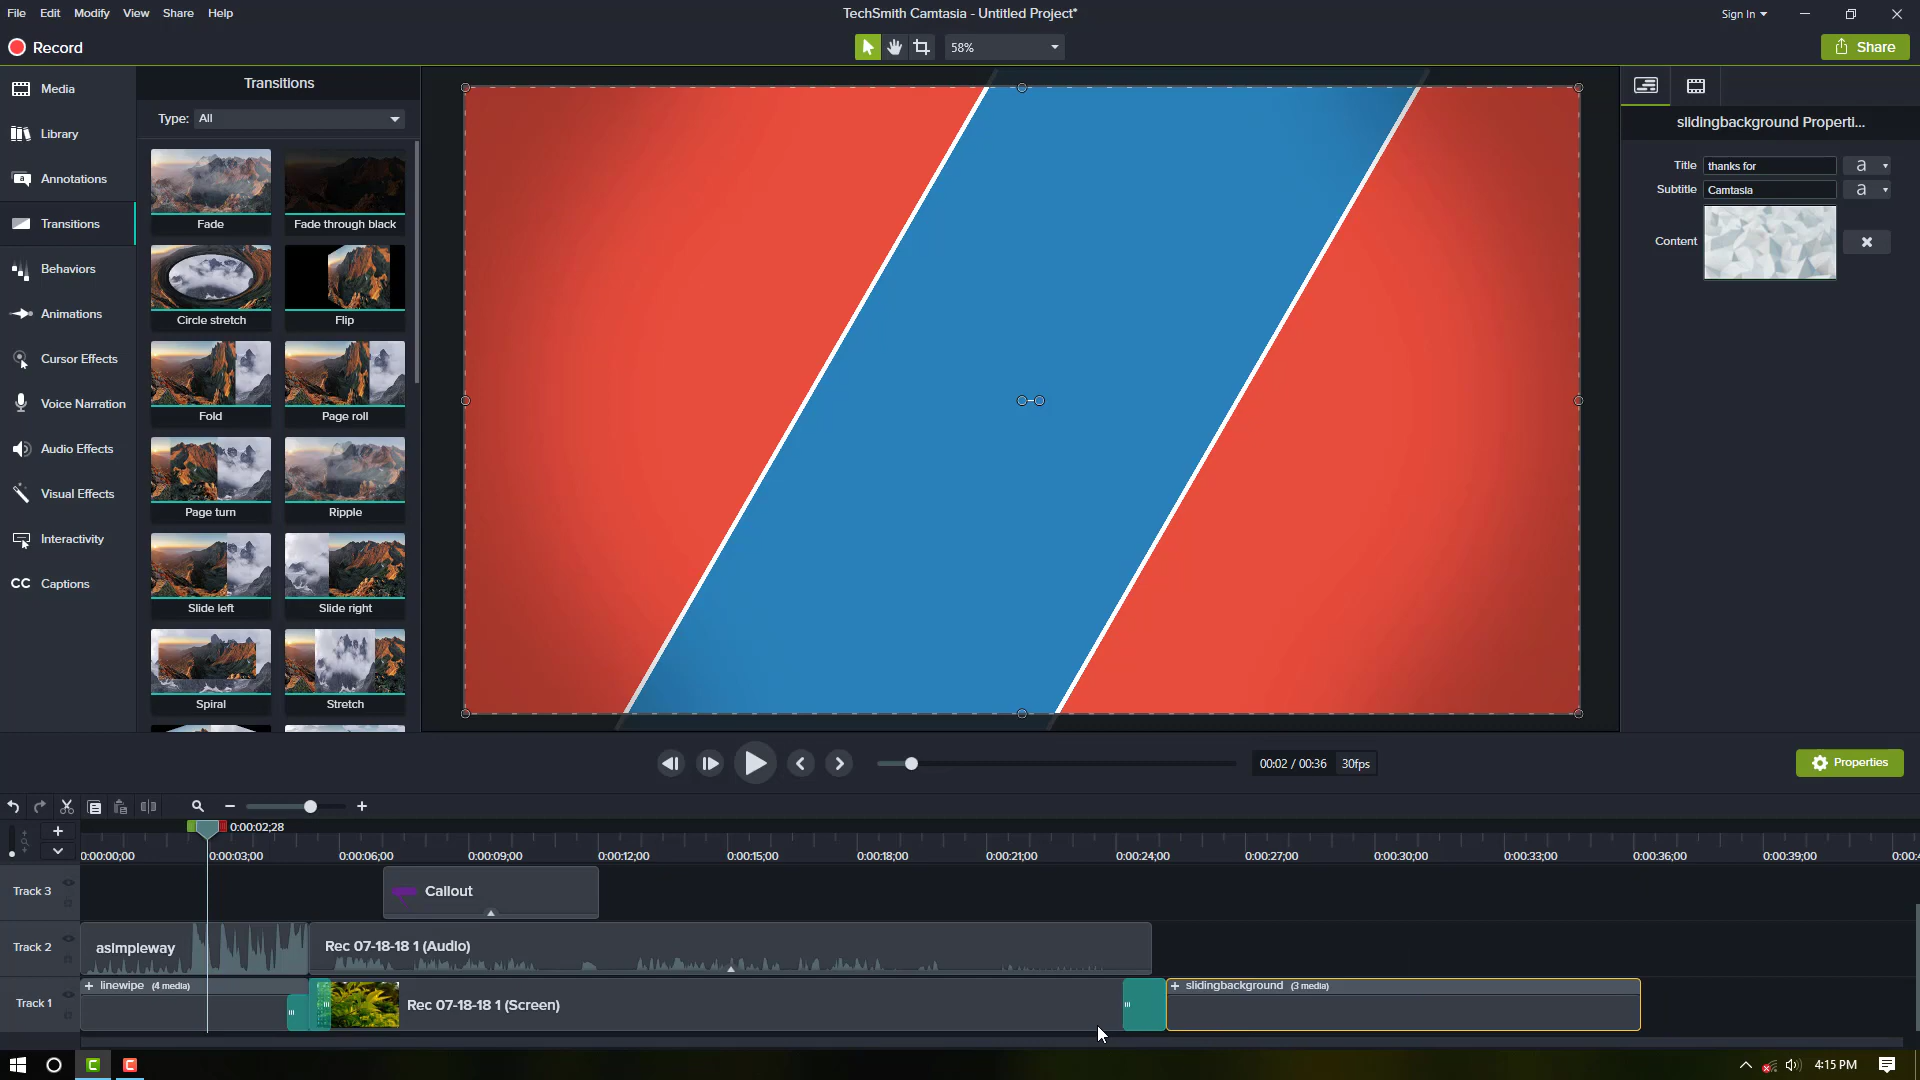 File Edit Modify View Share Help
TechSmith Camtasia - Untitled Project*
Sign In
Record
58%
Share
Media
Library
Annotations
Transitions
Behaviors
Animations
Cursor Effects
Voice Narration
Audio Effects
Visual Effects
Interactivity
CC Captions
Transitions
Type: All
Fade
Fade through black
Circle stretch
Flip
Fold
Page roll
Page turn
Ripple
Slide left
Slide right
Spiral
Stretch
slidingbackground Properti...
Title thanks for a
Subtitle Camtasia a
Content
00:02 / 00:36 30fps
Properties
0:00:02;28
0:00:00;00 0:00:03;00 0:00:06;00 0:00:09;00 0:00:12;00 0:00:15;00 0:00:18;00 0:00:21;00 0:00:24;00 0:00:27;00 0:00:30;00 0:00:33;00 0:00:36;00 0:00:39;00 0:00:4
Track 3
Callout
Track 2
asimpleway
Rec 07-18-18 1 (Audio)
Track 1
+ linewipe (4 media)
Rec 07-18-18 1 (Screen)
+ slidingbackground (3 media)
4:15 PM